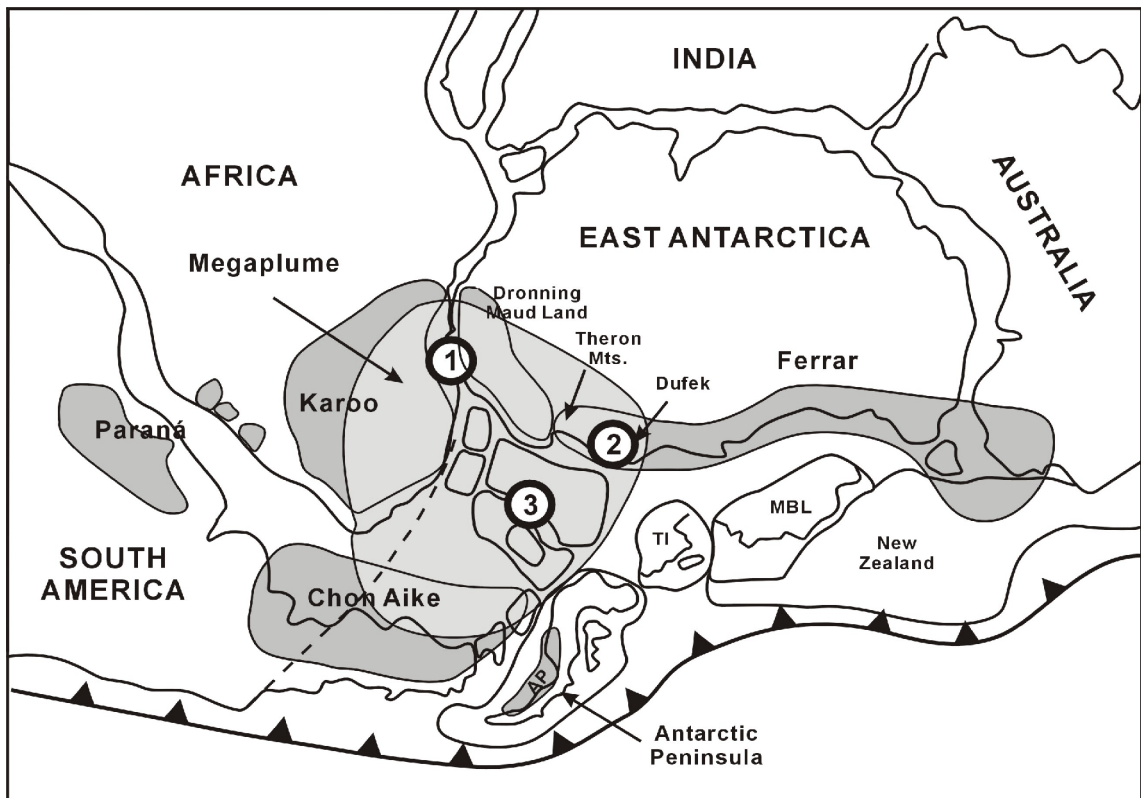 INDIA
AFRICA
AUSTRALIA
EAST ANTARCTICA
Megaplume
Dronning
Maud Land
Theron
Mts.
1
Ferrar
Dufek
Karoo
Paraná
2
3
MBL
TI
New
Zealand
SOUTH
AMERICA
Chon Aike
AP
Antarctic
Peninsula